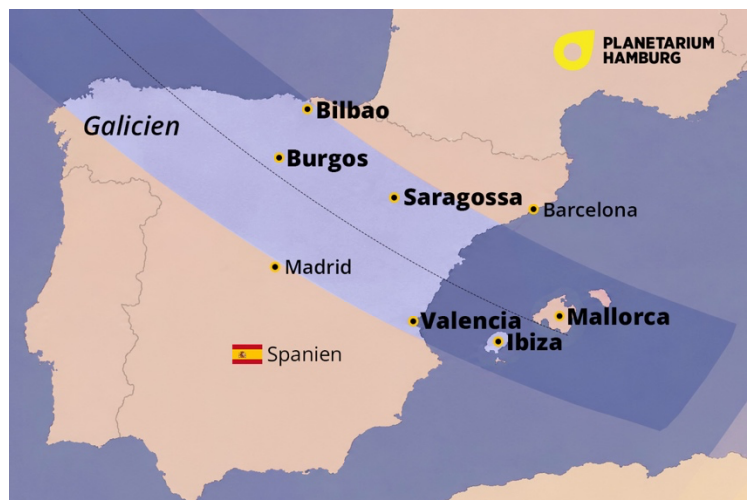 PLANETARIUM
HAMBURG
Bilbao
Galicien
Burgos
Saragossa
Barcelona
Madrid
Valencia
Mallorca
Ibiza
Spanien